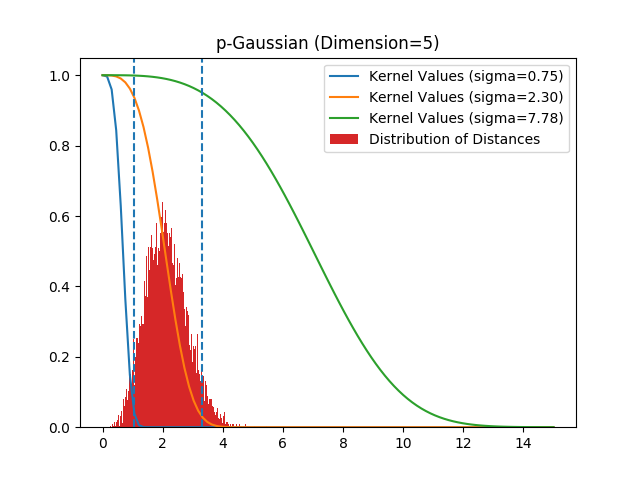 p-Gaussian (Dimension=5)
Kernel Values (sigma=0.75)
Kernel Values (sigma=2.30)
Kernel Values (sigma=7.78)
Distribution of Distances
1.0
0.8
0.6
0.4
0.2
0.0
0 2 4 6 8 10 12 14